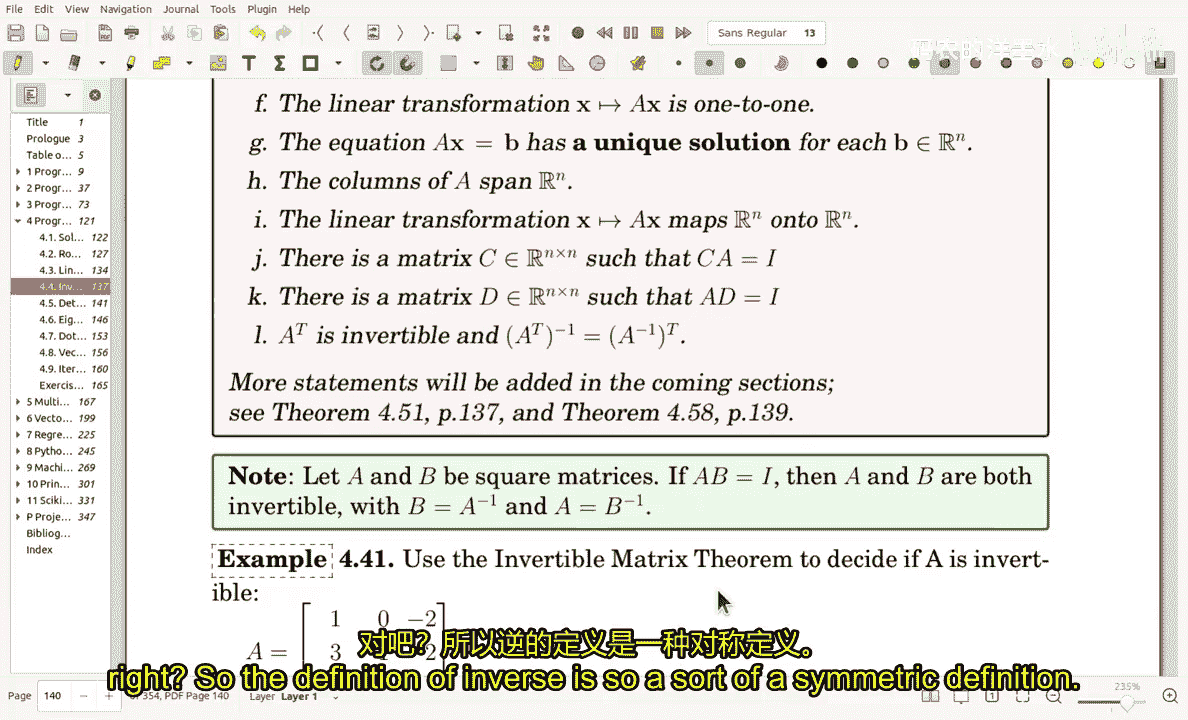 File Edit View Navigation Journal Tools Plugin Help
Sans Regular 13
Title 1
Prologue 3
Table o... 5
1 Progr... 9
2 Progr... 37
3 Progr... 73
4 Progr... 121
4.1. Sol... 122
4.2. Ro... 127
4.3. Lin... 134
4.4. Inv... 137
4.5. Det... 141
4.6. Eig... 146
4.7. Dot... 153
4.8. Vec... 156
4.9. Iter... 160
Exercis... 165
5 Multi... 167
6 Vecto... 199
7 Regre... 225
8 Pytho... 245
9 Machi... 269
10 Prin... 301
11 Sciki... 331
P Proje... 347
Bibliog...
Index
f. The linear transformation x ↦ Ax is one-to-one.
g. The equation Ax = b has a unique solution for each b ∈ ℝⁿ.
h. The columns of A span ℝⁿ.
i. The linear transformation x ↦ Ax maps ℝⁿ onto ℝⁿ.
j. There is a matrix C ∈ ℝⁿˣⁿ such that CA = I
k. There is a matrix D ∈ ℝⁿˣⁿ such that AD = I
l. Aᵀ is invertible and (Aᵀ)⁻¹ = (A⁻¹)ᵀ.
More statements will be added in the coming sections;
see Theorem 4.51, p.137, and Theorem 4.58, p.139.
Note: Let A and B be square matrices. If AB = I, then A and B are both
invertible, with B = A⁻¹ and A = B⁻¹.
Example 4.41. Use the Invertible Matrix Theorem to decide if A is invert-
ible:
1 0 −2
A = 3
对吧？所以逆的定义是一种对称定义。
right? So the definition of inverse is so a sort of a symmetric definition.
Page 140 of 354, PDF Page 140 Layer Layer 1
235%